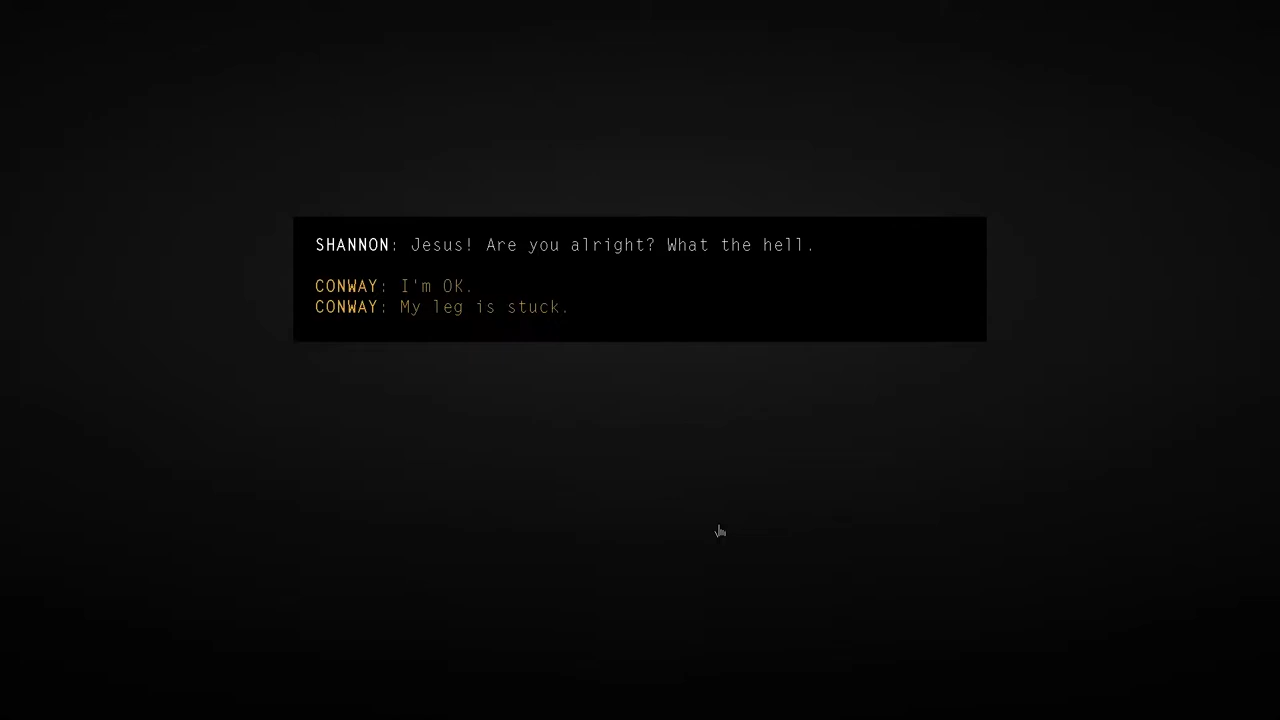 SHANNON: Jesus! Are you alright? What the hell.
CONWAY: I'm OK.
CONWAY: My leg is stuck.